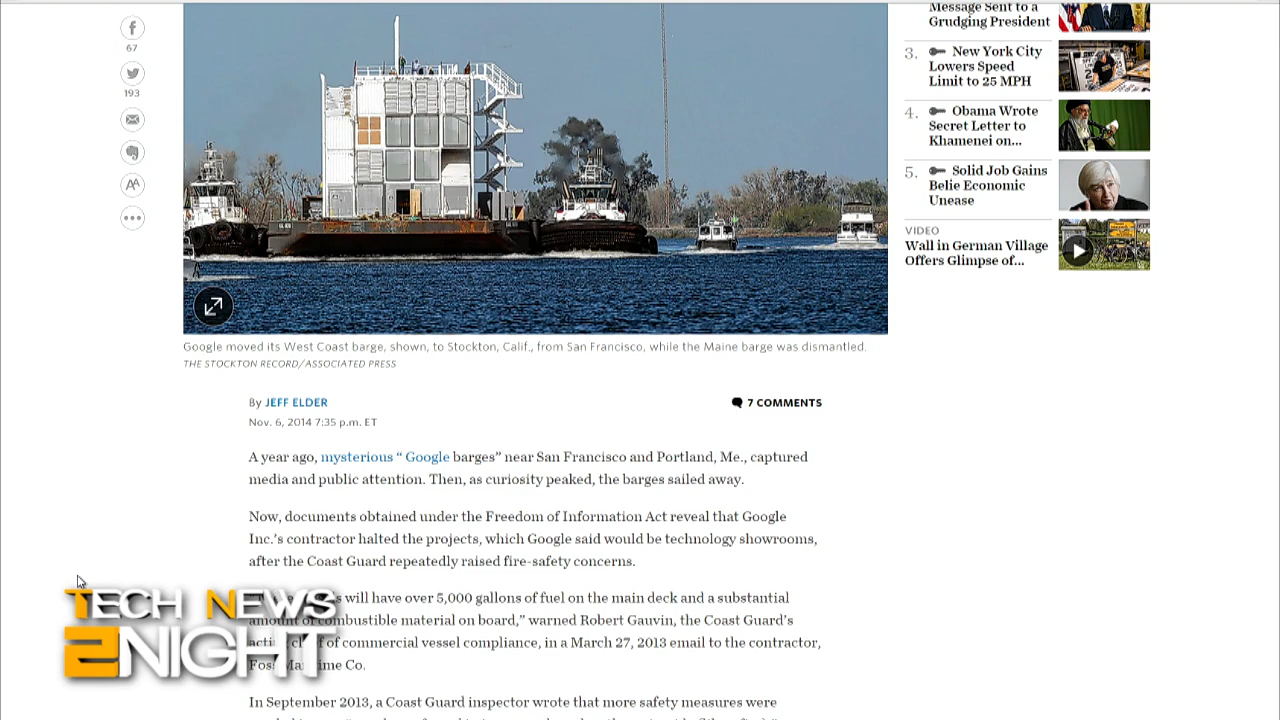 67
193
AA
Google moved its West Coast barge, shown, to Stockton, Calif., from San Francisco, while the Maine barge was dismantled.
THE STOCKTON RECORD/ASSOCIATED PRESS
By JEFF ELDER
7 COMMENTS
Nov. 6, 2014 7:35 p.m. ET
A year ago, mysterious “ Google barges” near San Francisco and Portland, Me., captured
media and public attention. Then, as curiosity peaked, the barges sailed away.
Now, documents obtained under the Freedom of Information Act reveal that Google
Inc.’s contractor halted the projects, which Google said would be technology showrooms,
after the Coast Guard repeatedly raised fire-safety concerns.
will have over 5,000 gallons of fuel on the main deck and a substantial
amount of combustible material on board,” warned Robert Gauvin, the Coast Guard’s
of commercial vessel compliance, in a March 27, 2013 email to the contractor,
Co.
In September 2013, a Coast Guard inspector wrote that more safety measures were
Message Sent to a
Grudging President
3. New York City
Lowers Speed
Limit to 25 MPH
4. Obama Wrote
Secret Letter to
Khamenei on...
5. Solid Job Gains
Belie Economic
Unease
VIDEO
Wall in German Village
Offers Glimpse of...
TECH NEWS
2NIGHT